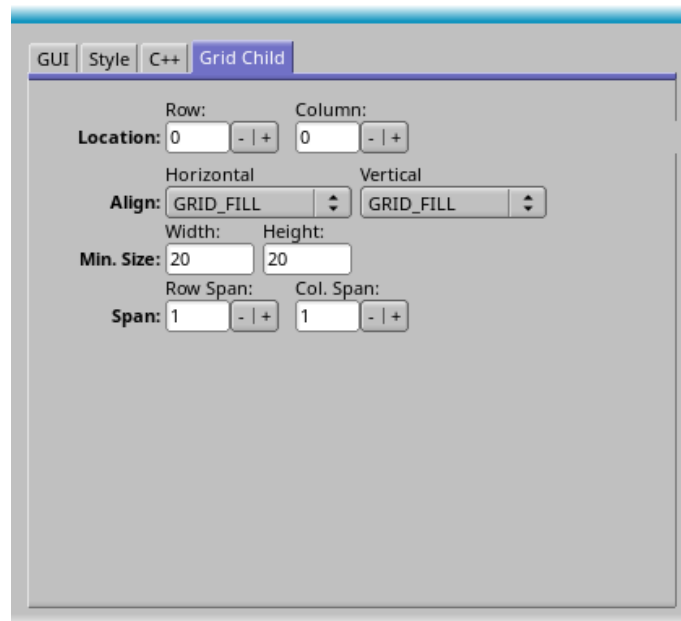 GUI Style C++ Grid Child
Row: Column:
Location: 0 - | + 0 - | +
Horizontal Vertical
Align: GRID_FILL GRID_FILL
Width: Height:
Min. Size: 20 20
Row Span: Col. Span:
Span: 1 - | + 1 - | +